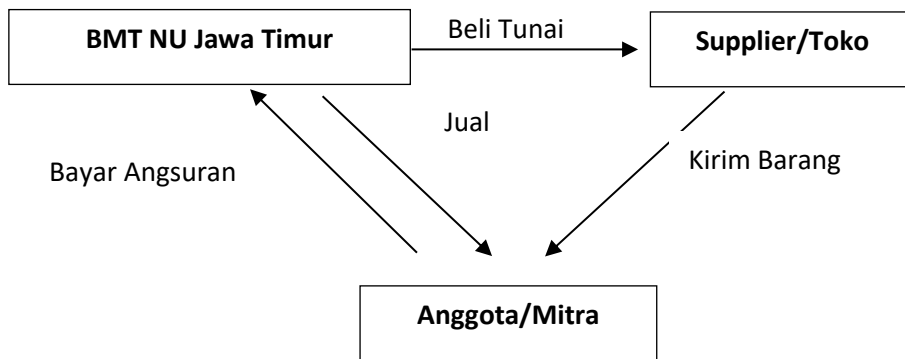 BMT NU Jawa Timur
Beli Tunai
Supplier/Toko
Jual
Bayar Angsuran
Kirim Barang
Anggota/Mitra